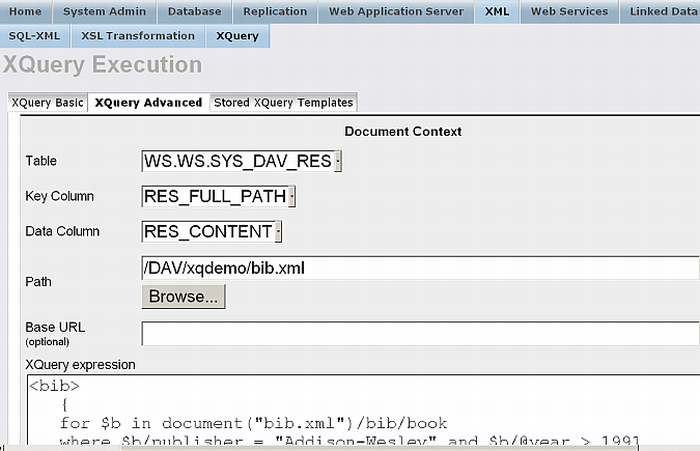 Home System Admin Database Replication Web Application Server XML Web Services Linked Data
SQL-XML XSL Transformation XQuery
XQuery Execution
XQuery Basic XQuery Advanced Stored XQuery Templates
Document Context
Table WS.WS.SYS_DAV_RES
Key Column RES_FULL_PATH
Data Column RES_CONTENT
Path /DAV/xqdemo/bib.xml
Browse...
Base URL
(optional)
XQuery expression
<bib>
{
for $b in document("bib.xml")/bib/book
where $b/publisher = "Addison-Wesley" and $b/@year > 1991